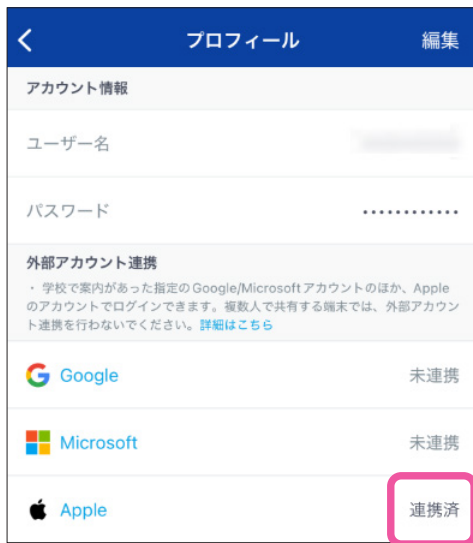 プロフィール 編集
アカウント情報
ユーザー名
パスワード ••••••••••••
外部アカウント連携
・ 学校で案内があった指定のGoogle/Microsoftアカウントのほか、Apple
のアカウントでログインできます。複数人で共有する端末では、外部アカウン
ト連携を行わないでください。詳細はこちら
Google 未連携
Microsoft 未連携
Apple 連携済